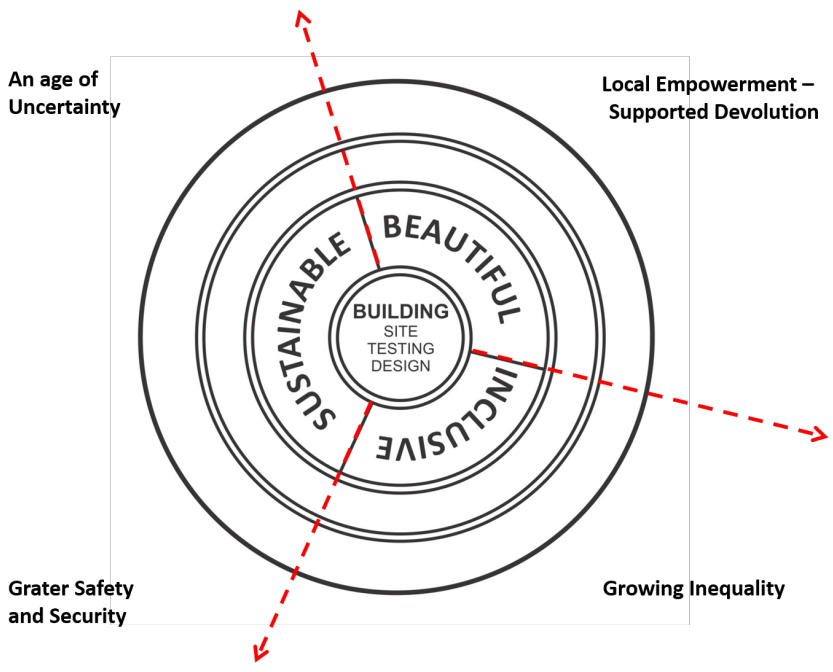 An age of
Uncertainty
Local Empowerment –
Supported Devolution
BEAUTIFUL
SUSTAINABLE
INCLUSIVE
BUILDING
SITE
TESTING
DESIGN
Grater Safety
and Security
Growing Inequality